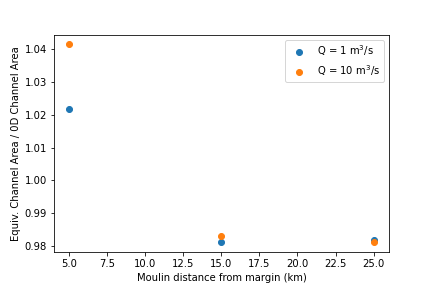 1.04
1.03
1.02
1.01
1.00
0.99
0.98
Equiv. Channel Area / 0D Channel Area
Q = 1 m³/s
Q = 10 m³/s
5.0 7.5 10.0 12.5 15.0 17.5 20.0 22.5 25.0
Moulin distance from margin (km)